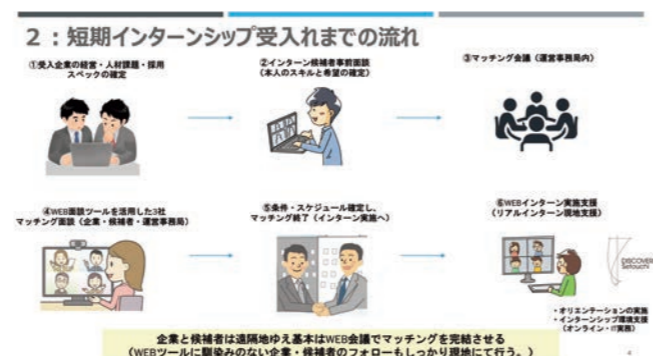 2：短期インターンシップ受入れまでの流れ
①受入企業の経営・人材課題・採用
スペックの確定
②インターン候補者事前面談
（本人のスキルと希望の確定）
③マッチング会議（運営事務局内）
④WEB面談ツールを活用した3社
マッチング面談（企業・候補者・運営事務局）
⑤条件・スケジュール確定し、
マッチング終了（インターン実施へ）
⑥WEBインターン実施支援
（リアルインターン現地支援）
DISCOVER
Setouchi
・オリエンテーションの実施
・インターンシップ環境支援
（オンライン・IT実務）
企業と候補者は遠隔地ゆえ基本はWEB会議でマッチングを完結させる
（WEBツールに馴染みのない企業・候補者のフォローもしっかり現地にて行う。）
4